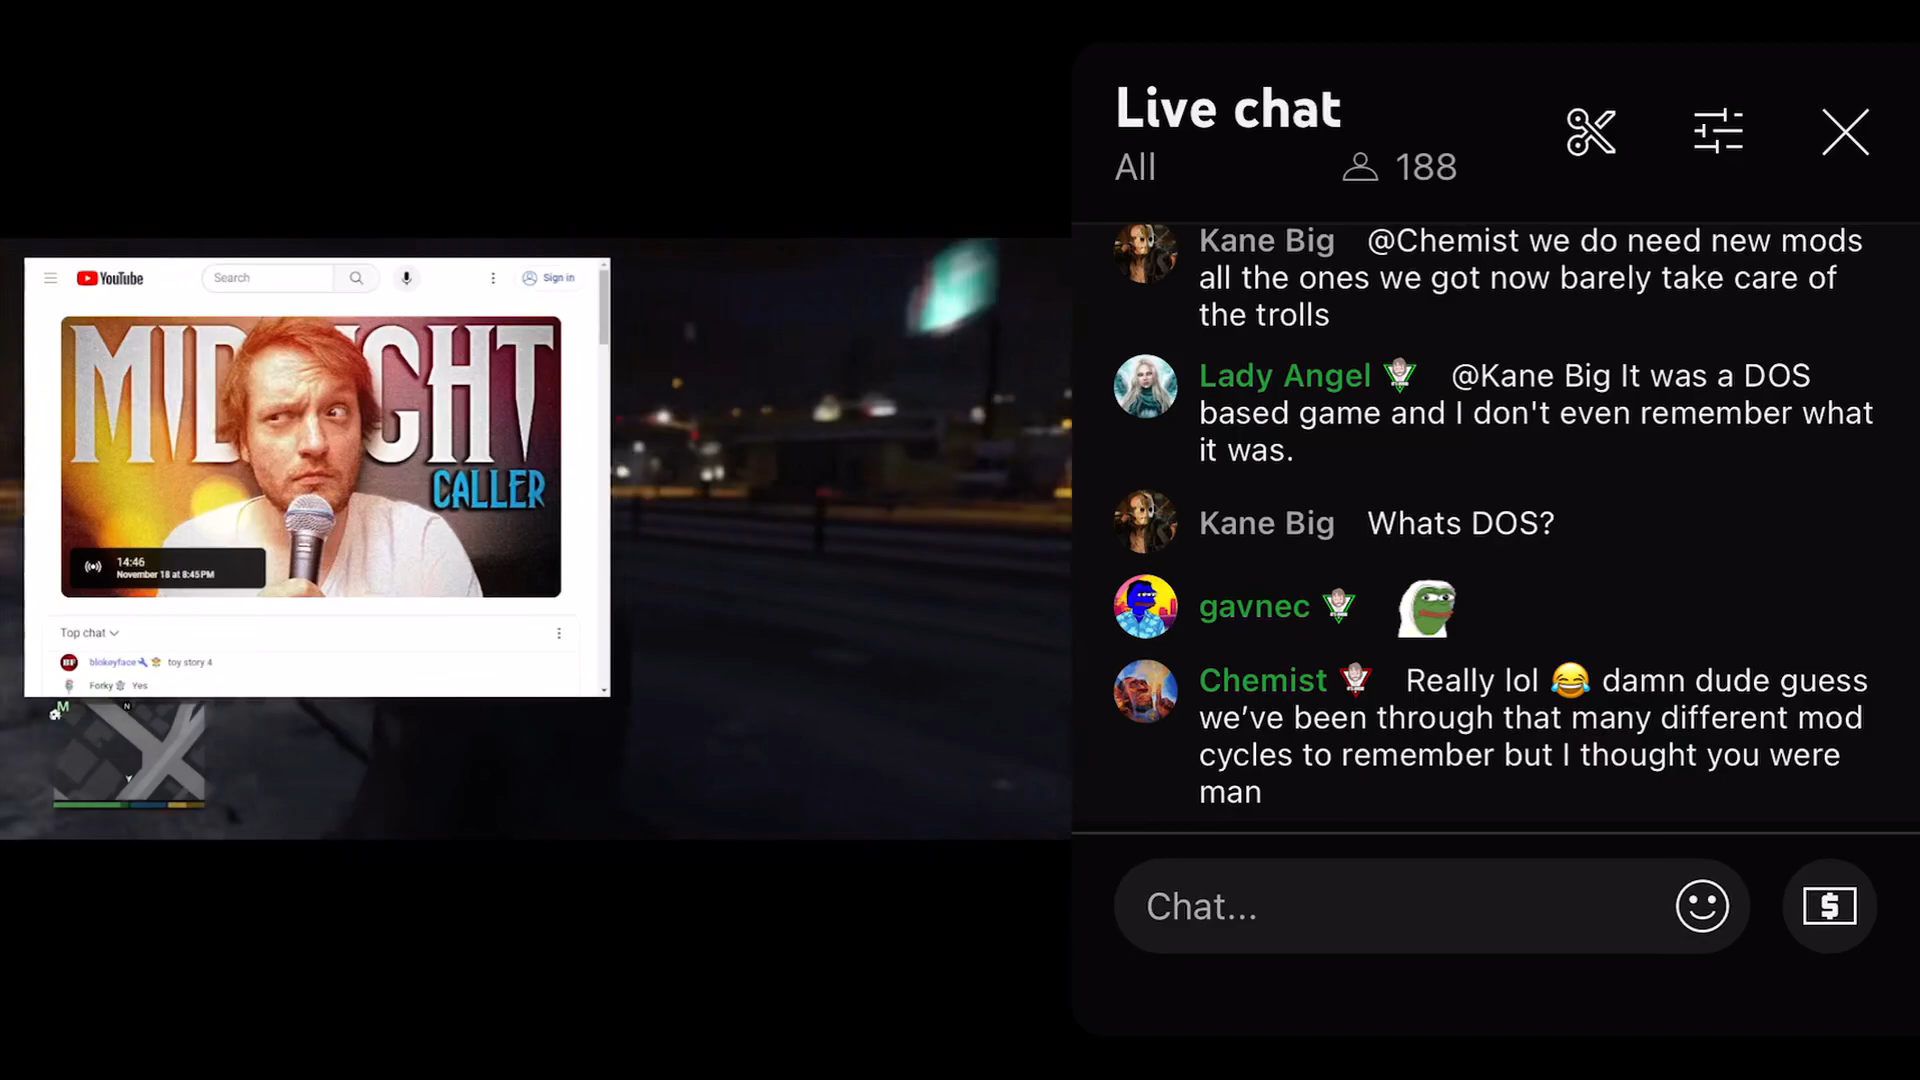 YouTube
Search
Sign in
MIDNIGHT
CALLER
14:46
November 18 at 8:45 PM
Top chat
BF
blokeyface toy story 4
Forky Yes
M
N
Live chat
All 188
Kane Big @Chemist we do need new mods
all the ones we got now barely take care of
the trolls
Lady Angel @Kane Big It was a DOS
based game and I don't even remember what
it was.
Kane Big Whats DOS?
gavnec
Chemist Really lol 😂 damn dude guess
we’ve been through that many different mod
cycles to remember but I thought you were
man
Chat...
$